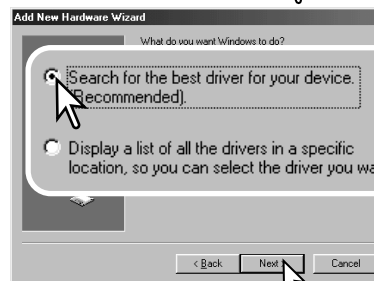 Add New Hardware Wizard
What do you want Windows to do?
Search for the best driver for your device.
(Recommended).
Display a list of all the drivers in a specific
location, so you can select the driver you wa
< Back
Next >
Cancel